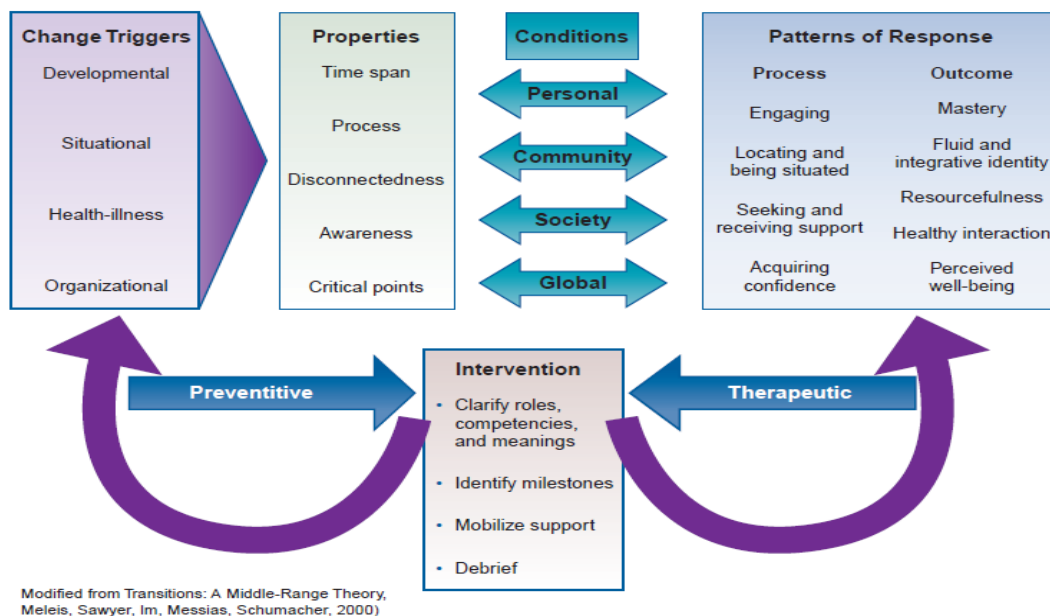 Change Triggers
Developmental
Situational
Health-illness
Organizational
Properties
Time span
Process
Disconnectedness
Awareness
Critical points
Conditions
Personal
Community
Society
Global
Patterns of Response
Process
Engaging
Locating and
being situated
Seeking and
receiving support
Acquiring
confidence
Outcome
Mastery
Fluid and
integrative identity
Resourcefulness
Healthy interaction
Perceived
well-being
Preventitive
Intervention
• Clarify roles,
competencies,
and meanings
• Identify milestones
• Mobilize support
• Debrief
Therapeutic
Modified from Transitions: A Middle-Range Theory,
Meleis, Sawyer, Im, Messias, Schumacher, 2000)